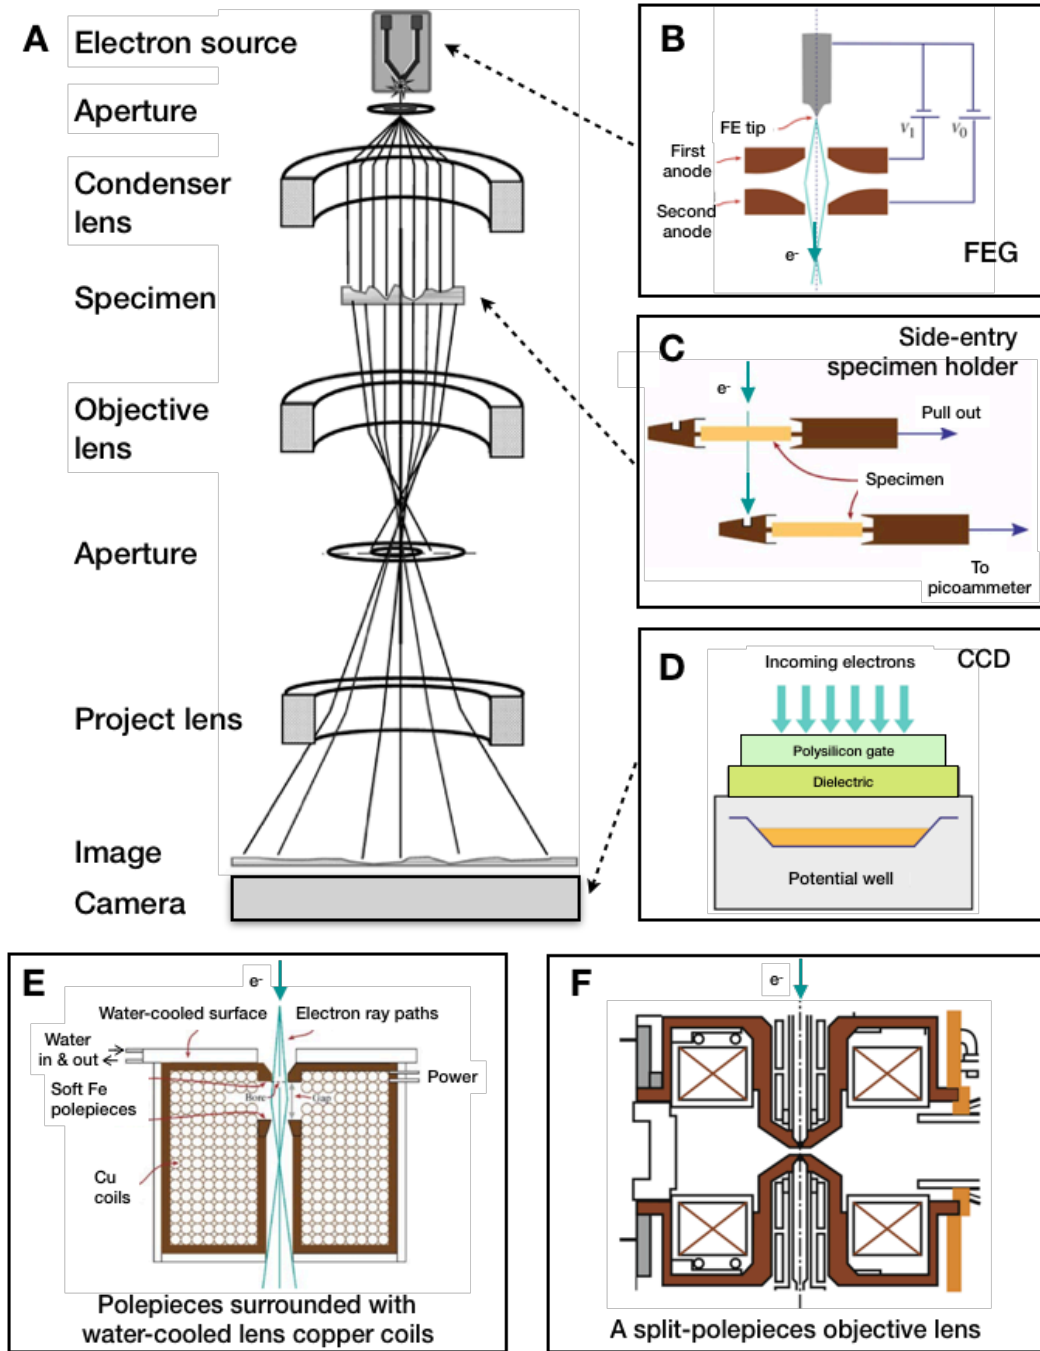 A
Electron source
Aperture
Condenser
lens
Specimen
Objective
lens
Aperture
Project lens
Image
Camera
B
FE tip
V1
V0
First
anode
Second
anode
e-
FEG
C
Side-entry
specimen holder
e-
Pull out
Specimen
To
picoammeter
D
CCD
Incoming electrons
Polysilicon gate
Dielectric
Potential well
E
e-
Water-cooled surface
Electron ray paths
Water
in & out
Power
Soft Fe
polepieces
Bore
Gap
Cu
coils
Polepieces surrounded with
water-cooled lens copper coils
F
e-
A split-polepieces objective lens